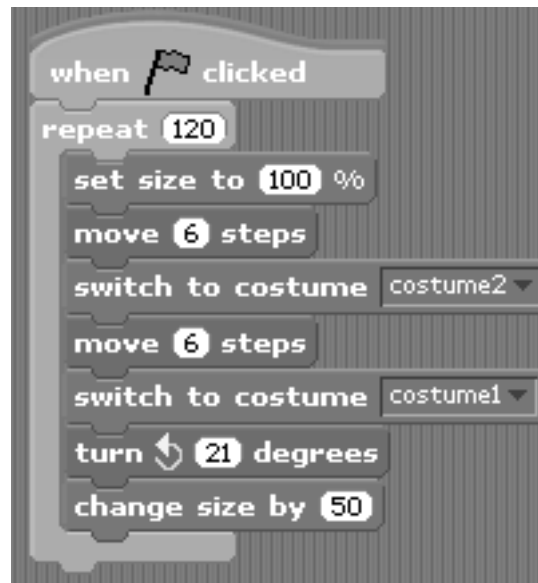 when clicked
repeat 120
set size to 100 %
move 6 steps
switch to costume costume2
move 6 steps
switch to costume costume1
turn 21 degrees
change size by 50